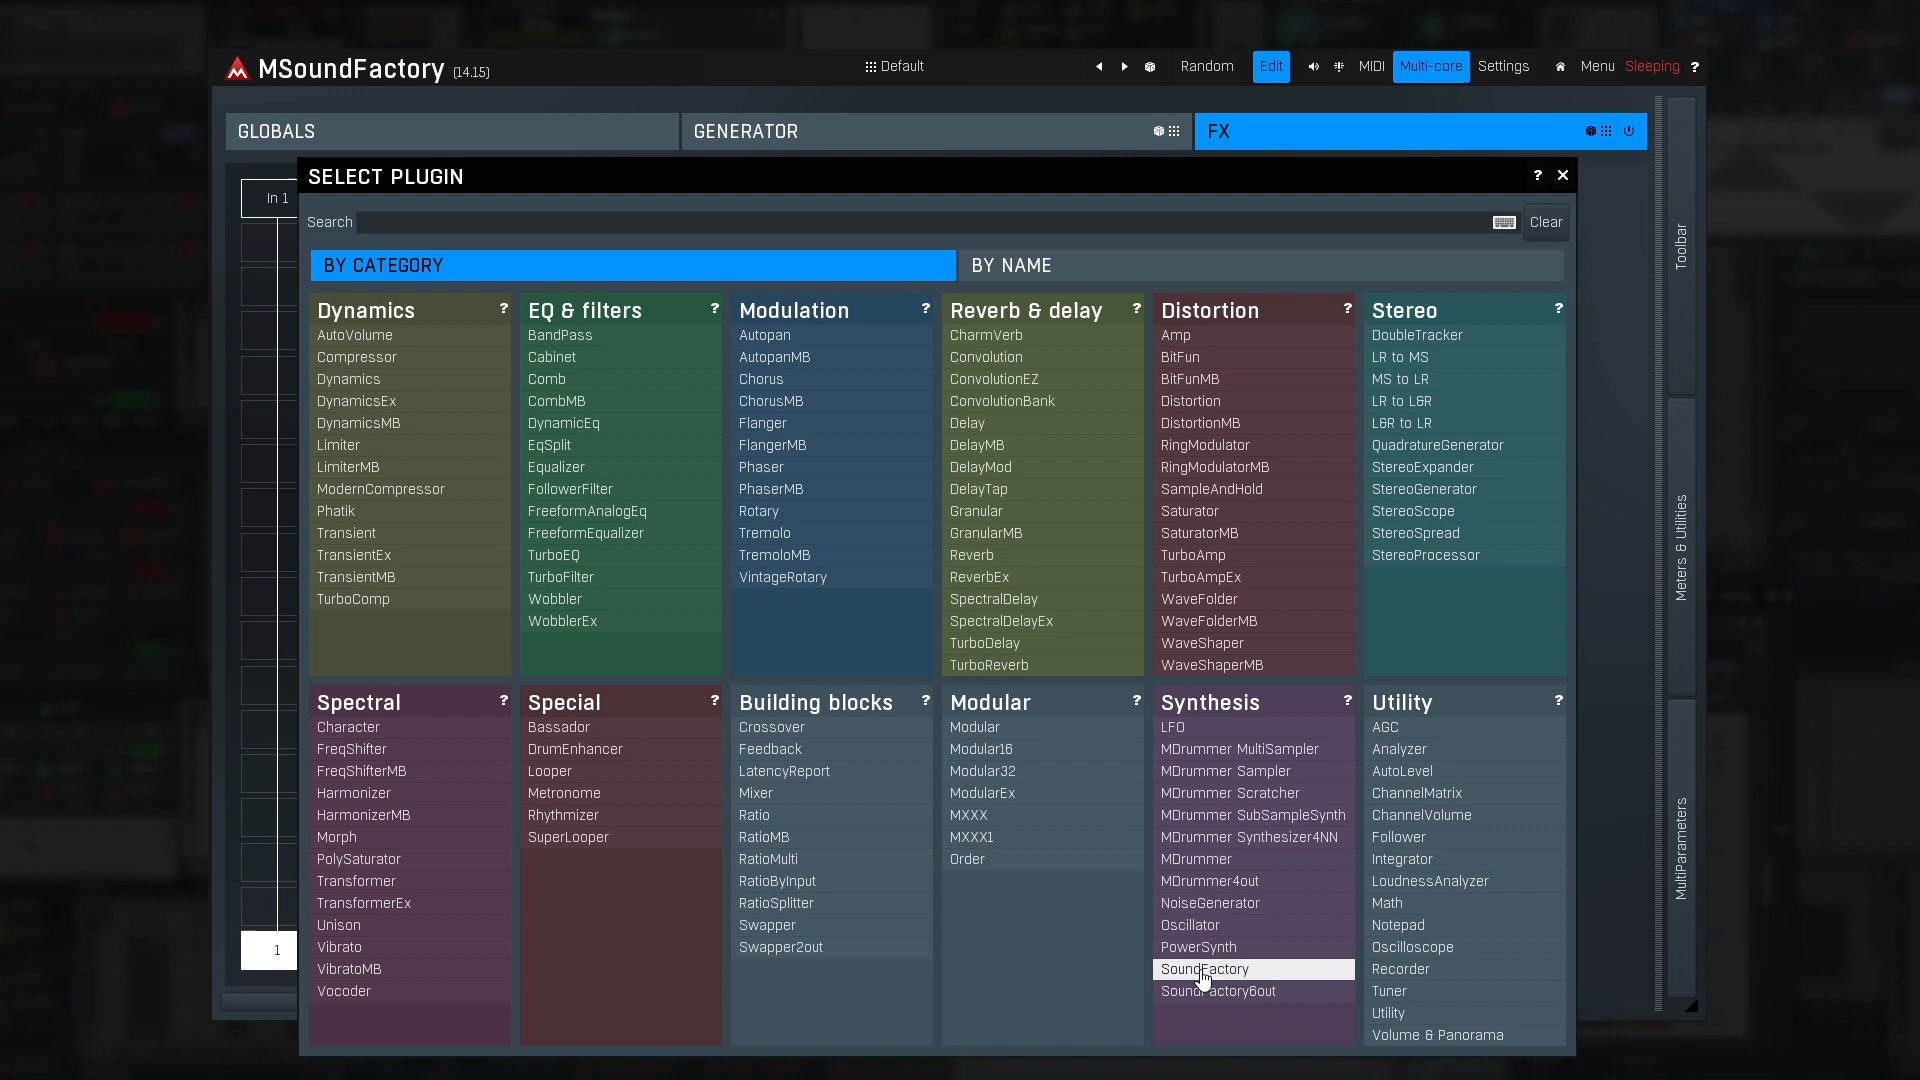 MSoundFactory (14.15)
Default
Random
Edit
MIDI
Multi-core
Settings
Menu
Sleeping
?
GLOBALS
GENERATOR
FX
In 1
SELECT PLUGIN
?
Search
Clear
BY CATEGORY
BY NAME
Dynamics ?
AutoVolume
Compressor
Dynamics
DynamicsEx
DynamicsMB
Limiter
LimiterMB
ModernCompressor
Phatik
Transient
TransientEx
TransientMB
TurboComp
EQ & filters ?
BandPass
Cabinet
Comb
CombMB
DynamicEq
EqSplit
Equalizer
FollowerFilter
FreeformAnalogEq
FreeformEqualizer
TurboEQ
TurboFilter
Wobbler
WobblerEx
Modulation ?
Autopan
AutopanMB
Chorus
ChorusMB
Flanger
FlangerMB
Phaser
PhaserMB
Rotary
Tremolo
TremoloMB
VintageRotary
Reverb & delay ?
CharmVerb
Convolution
ConvolutionEZ
ConvolutionBank
Delay
DelayMB
DelayMod
DelayTap
Granular
GranularMB
Reverb
ReverbEx
SpectralDelay
SpectralDelayEx
TurboDelay
TurboReverb
Distortion ?
Amp
BitFun
BitFunMB
Distortion
DistortionMB
RingModulator
RingModulatorMB
SampleAndHold
Saturator
SaturatorMB
TurboAmp
TurboAmpEx
WaveFolder
WaveFolderMB
WaveShaper
WaveShaperMB
Stereo ?
DoubleTracker
LR to MS
MS to LR
LR to L&R
L&R to LR
QuadratureGenerator
StereoExpander
StereoGenerator
StereoScope
StereoSpread
StereoProcessor
Spectral ?
Character
FreqShifter
FreqShifterMB
Harmonizer
HarmonizerMB
Morph
PolySaturator
Transformer
TransformerEx
Unison
Vibrato
VibratoMB
Vocoder
Special ?
Bassador
DrumEnhancer
Looper
Metronome
Rhythmizer
SuperLooper
Building blocks ?
Crossover
Feedback
LatencyReport
Mixer
Ratio
RatioMB
RatioMulti
RatioByInput
RatioSplitter
Swapper
Swapper2out
Modular ?
Modular
Modular16
Modular32
ModularEx
MXXX
MXXX1
Order
Synthesis ?
LFO
MDrummer MultiSampler
MDrummer Sampler
MDrummer Scratcher
MDrummer SubSampleSynth
MDrummer Synthesizer4NN
MDrummer
MDrummer4out
NoiseGenerator
Oscillator
PowerSynth
SoundFactory
SoundFactory6out
Utility ?
AGC
Analyzer
AutoLevel
ChannelMatrix
ChannelVolume
Follower
Integrator
LoudnessAnalyzer
Math
Notepad
Oscilloscope
Recorder
Tuner
Utility
Volume & Panorama
1
Toolbar
Meters & Utilities
MultiParameters